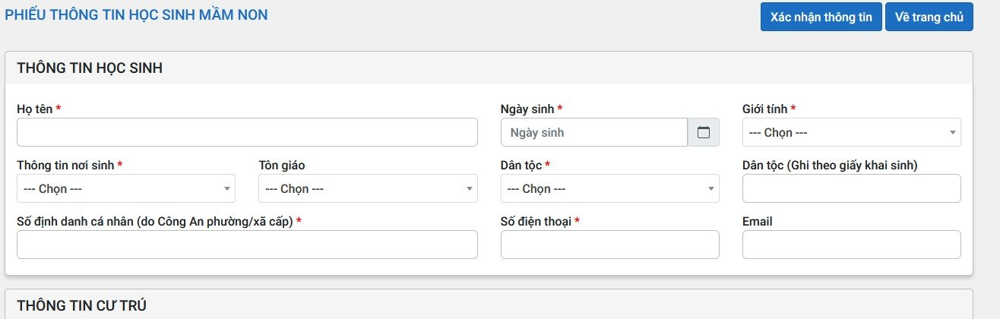 PHIẾU THÔNG TIN HỌC SINH MẦM NON
Xác nhận thông tin
Về trang chủ
THÔNG TIN HỌC SINH
Họ tên *
Ngày sinh *
Giới tính *
Ngày sinh
--- Chọn ---
Thông tin nơi sinh *
Tôn giáo
Dân tộc *
Dân tộc (Ghi theo giấy khai sinh)
--- Chọn ---
--- Chọn ---
--- Chọn ---
Số định danh cá nhân (do Công An phường/xã cấp) *
Số điện thoại *
Email
THÔNG TIN CƯ TRÚ